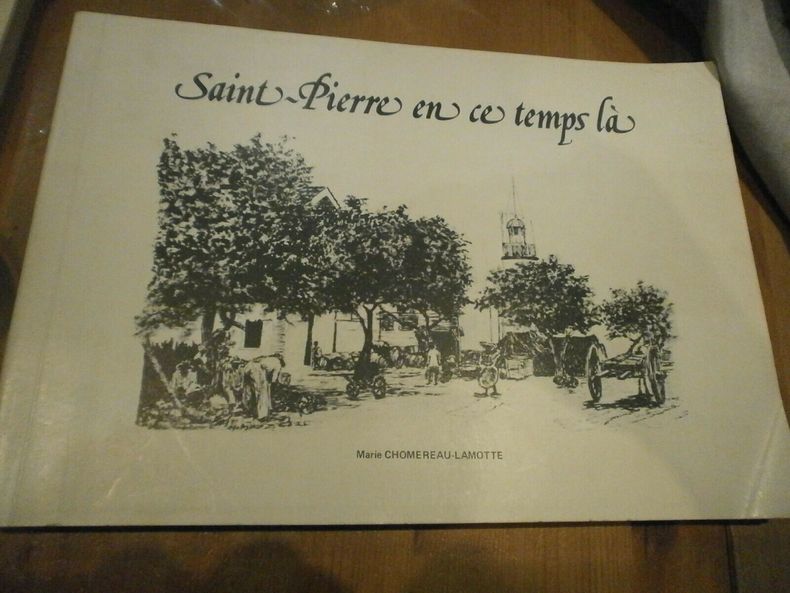 Saint-Pierre en ce temps là
Marie CHOMEREAU-LAMOTTE